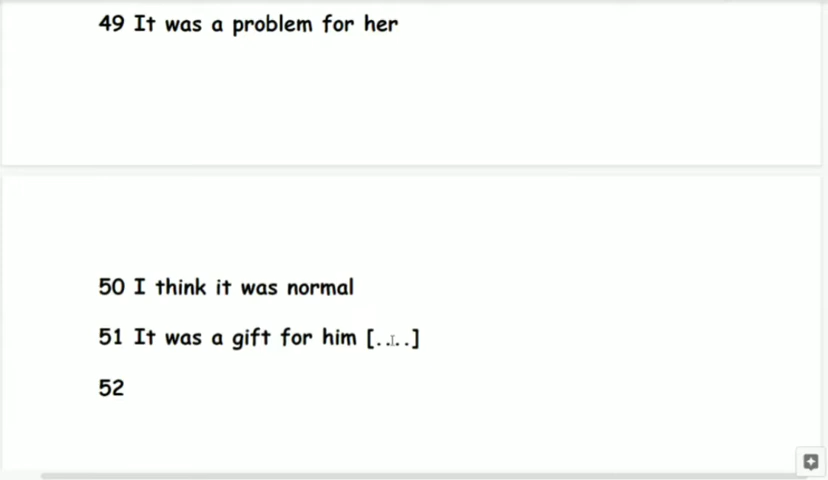 49 It was a problem for her
50 I think it was normal
51 It was a gift for him [....]
52